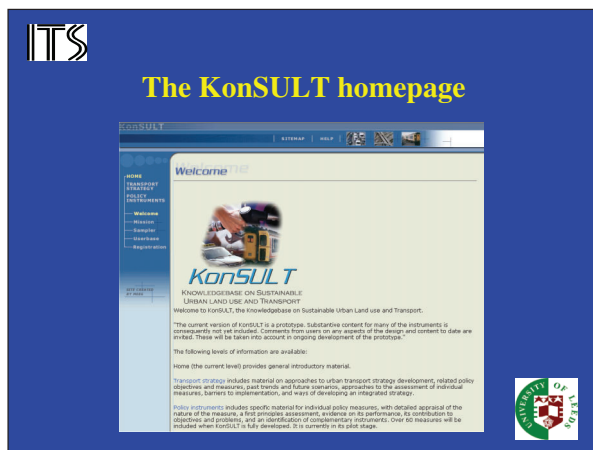 ITS
The KonSULT homepage
KonSULT
SITEMAP | HELP |
HOME
TRANSPORT
STRATEGY
POLICY
INSTRUMENTS
Welcome
Mission
Sampler
Userbase
Registration
SITE CREATED
BY MBME
Welcome
KonSULT
KNOWLEDGEBASE ON SUSTAINABLE
URBAN LAND USE AND TRANSPORT
Welcome to KonSULT, the Knowledgebase on Sustainable Urban Land use and Transport.
"The current version of KonSULT is a prototype. Substantive content for many of the instruments is
consequently not yet included. Comments from users on any aspects of the design and content to date are
invited. These will be taken into account in ongoing development of the prototype."
The following levels of information are available:
Home (the current level) provides general introductory material.
Transport strategy includes material on approaches to urban transport strategy development, related policy
objectives and measures, past trends and future scenarios, approaches to the assessment of individual
measures, barriers to implementation, and ways of developing an integrated strategy.
Policy instruments includes specific material for individual policy measures, with detailed appraisal of the
nature of the measure, a first principles assessment, evidence on its performance, its contribution to
objectives and problems, and an identification of complementary instruments. Over 60 measures will be
included when KonSULT is fully developed. It is currently in its pilot stage.
UNIVERSITY OF LEEDS